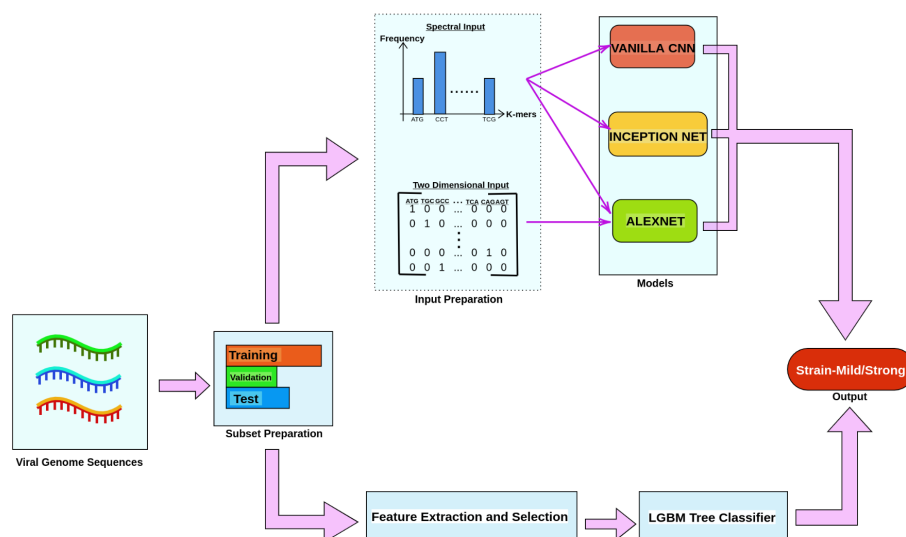 Spectral Input
Frequency
ATG CCT ...... TCG
K-mers
Two Dimensional Input
ATG TGC GCC ... TCA CAG AGT
1 0 0 ... 0 0 0
0 1 0 ... 0 0 0
0 0 0 ... 0 1 0
0 0 1 ... 0 0 0
Input Preparation
VANILLA CNN
INCEPTION NET
ALEXNET
Models
Viral Genome Sequences
Training
Validation
Test
Subset Preparation
Strain-Mild/Strong
Output
Feature Extraction and Selection
LGBM Tree Classifier